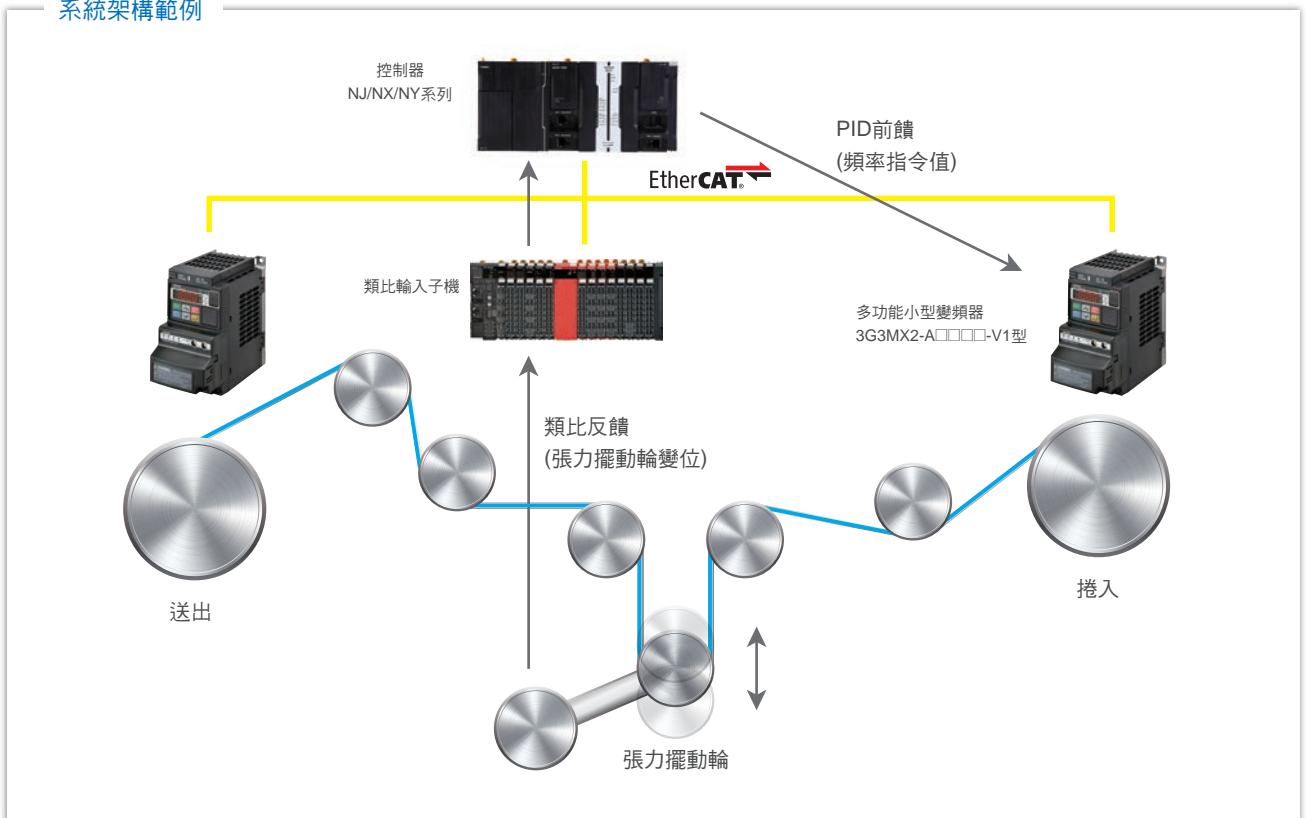 系統架構範例
控制器
NJ/NX/NY系列
PID前饋
(頻率指令值)
EtherCAT®
類比輸入子機
多功能小型變頻器
3G3MX2-A□□□□-V1型
類比反饋
(張力擺動輪變位)
送出
捲入
張力擺動輪